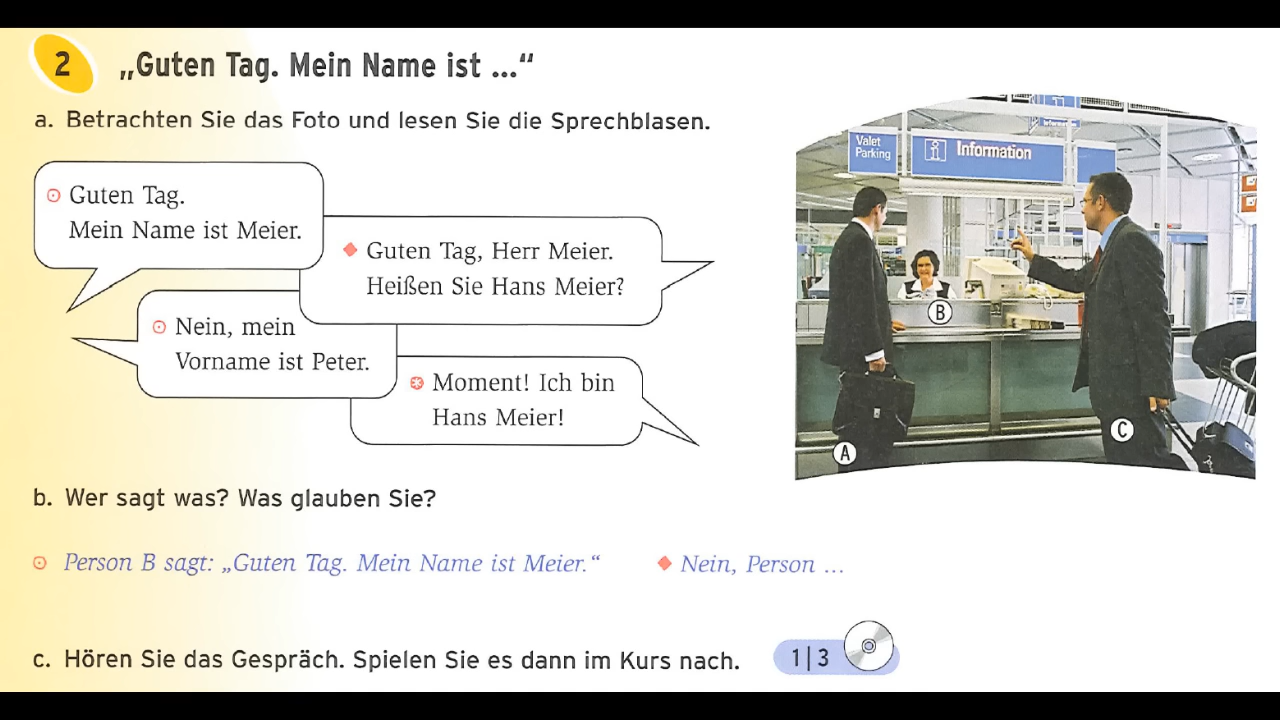 2 „Guten Tag. Mein Name ist ...“
a. Betrachten Sie das Foto und lesen Sie die Sprechblasen.
Guten Tag.
Mein Name ist Meier.
Guten Tag, Herr Meier.
Heißen Sie Hans Meier?
Nein, mein
Vorname ist Peter.
Moment! Ich bin
Hans Meier!
Valet
Parking
i Information
A
B
C
b. Wer sagt was? Was glauben Sie?
Person B sagt: „Guten Tag. Mein Name ist Meier.“ Nein, Person ...
c. Hören Sie das Gespräch. Spielen Sie es dann im Kurs nach. 1|3